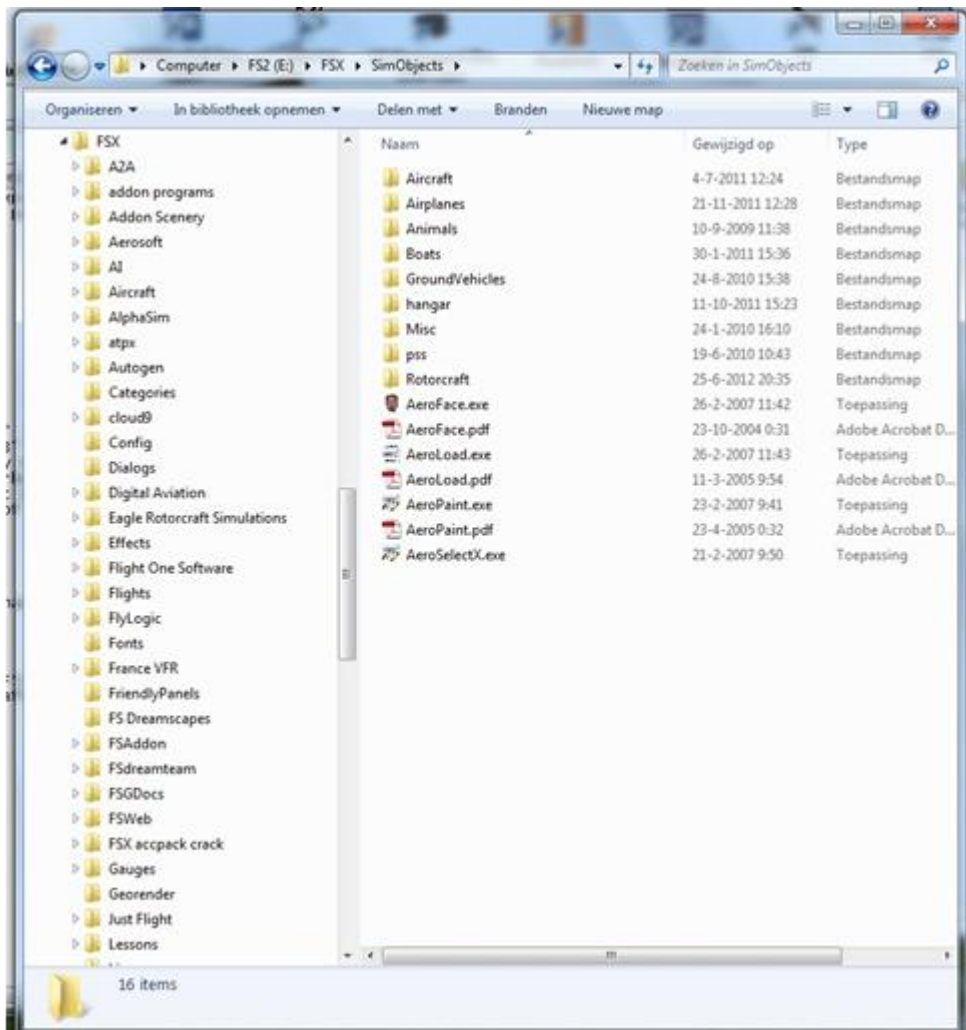 Computer ▸ FS2 (E:) ▸ FSX ▸ SimObjects ▸
Zoeken in SimObjects
Organiseren
In bibliotheek opnemen
Delen met
Branden
Nieuwe map
FSX
A2A
addon programs
Addon Scenery
Aerosoft
AI
Aircraft
AlphaSim
atpx
Autogen
Categories
cloud9
Config
Dialogs
Digital Aviation
Eagle Rotorcraft Simulations
Effects
Flight One Software
Flights
FlyLogic
Fonts
France VFR
FriendlyPanels
FS Dreamscapes
FSAddon
FSdreamteam
FSGDocs
FSWeb
FSX accpack crack
Gauges
Georender
Just Flight
Lessons
Naam Gewijzigd op Type
Aircraft 4-7-2011 12:24 Bestandsmap
Airplanes 21-11-2011 12:28 Bestandsmap
Animals 10-9-2009 11:38 Bestandsmap
Boats 30-1-2011 15:36 Bestandsmap
GroundVehicles 24-8-2010 15:38 Bestandsmap
hangar 11-10-2011 15:23 Bestandsmap
Misc 24-1-2010 16:10 Bestandsmap
pss 19-6-2010 10:43 Bestandsmap
Rotorcraft 25-6-2012 20:35 Bestandsmap
AeroFace.exe 26-2-2007 11:42 Toepassing
AeroFace.pdf 23-10-2004 0:31 Adobe Acrobat D...
AeroLoad.exe 26-2-2007 11:43 Toepassing
AeroLoad.pdf 11-3-2005 9:54 Adobe Acrobat D...
AeroPaint.exe 23-2-2007 9:41 Toepassing
AeroPaint.pdf 23-4-2005 0:32 Adobe Acrobat D...
AeroSelectX.exe 21-2-2007 9:50 Toepassing
16 items